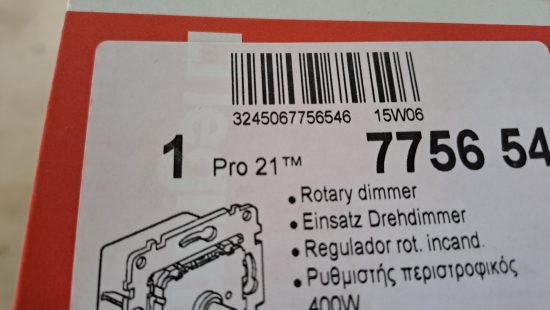 3245067756546 15W06
1 Pro 21™ 7756 54
• Rotary dimmer
• Einsatz Drehdimmer
• Regulador rot. incand.
• Ρυθμιστής περιστροφικός
400W